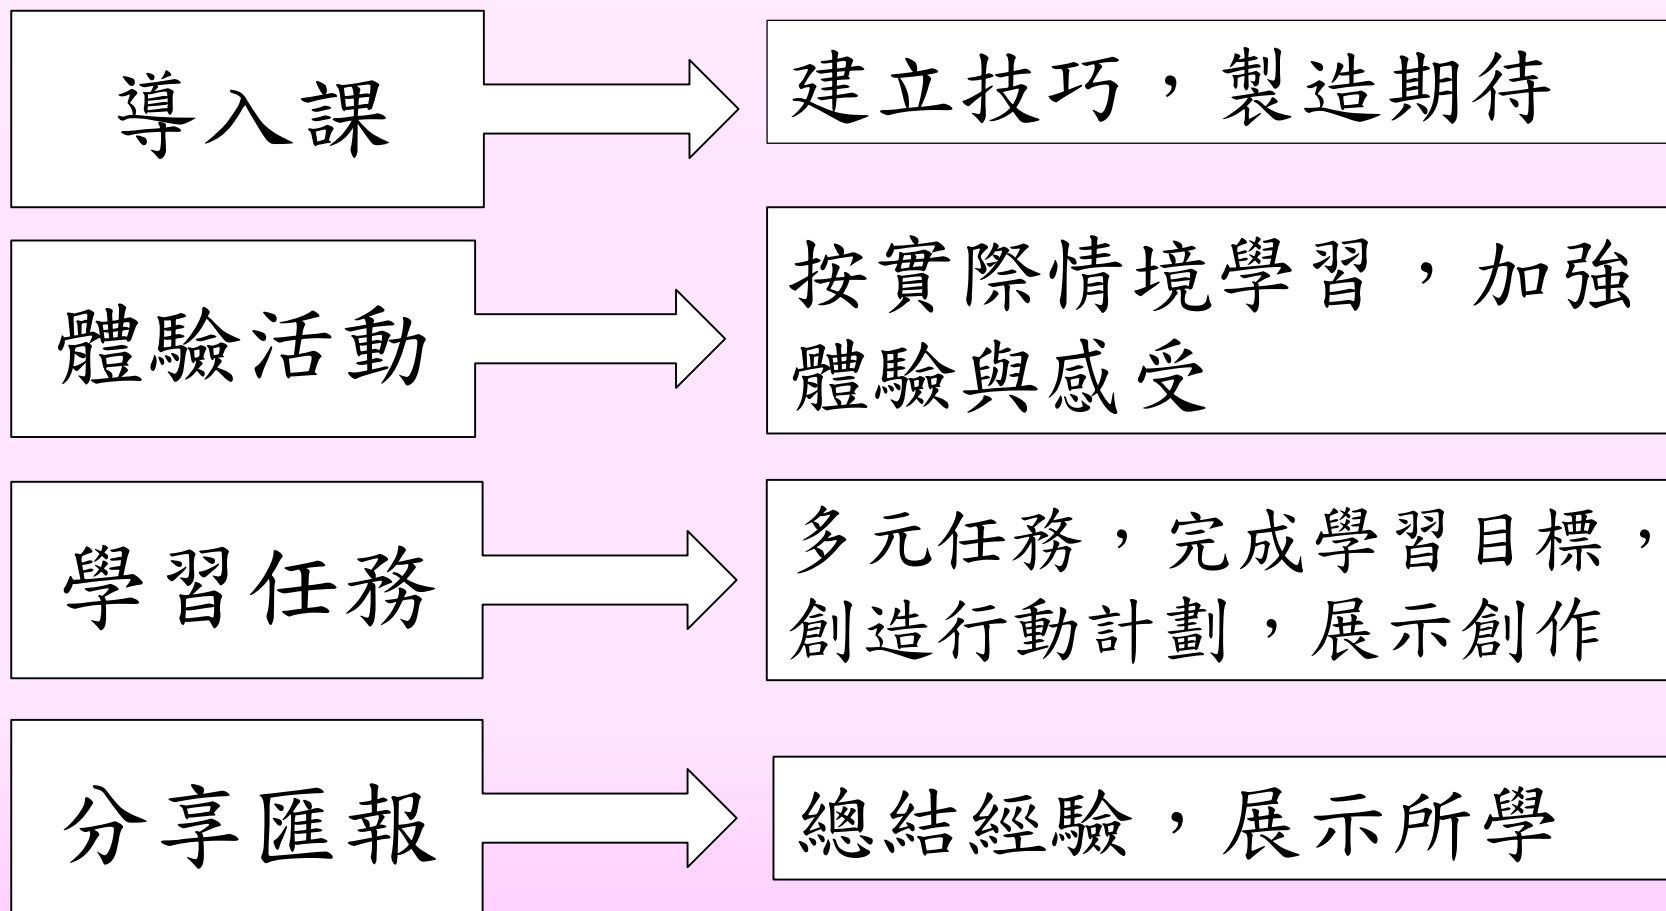 導入課
建立技巧，製造期待
體驗活動
按實際情境學習，加強
體驗與感受
學習任務
多元任務，完成學習目標，
創造行動計劃，展示創作
分享匯報
總結經驗，展示所學